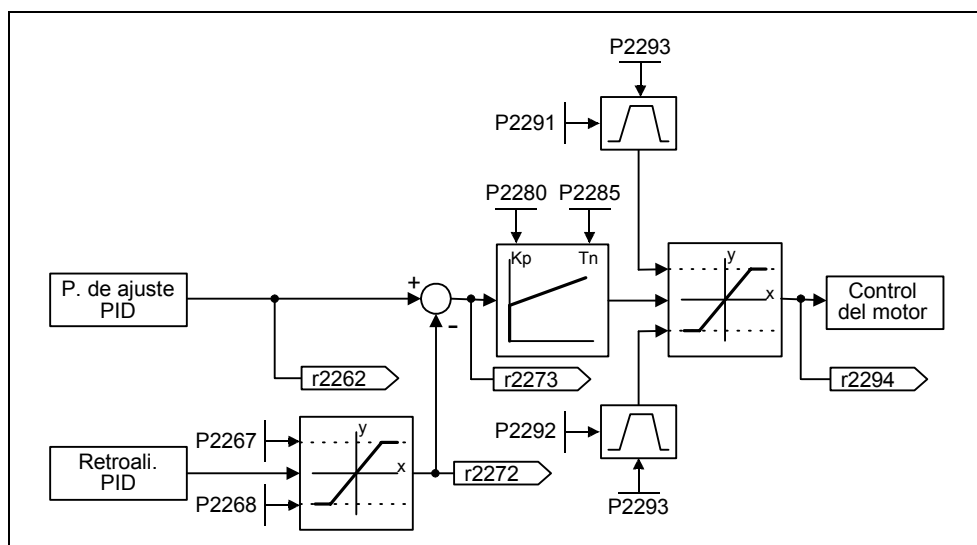 P2293
P2291
P2280
P2285
Kp
Tn
y
x
P. de ajuste
PID
+
-
Control
del motor
r2262
r2273
r2294
P2267
y
x
Retroali.
PID
P2268
r2272
P2292
P2293